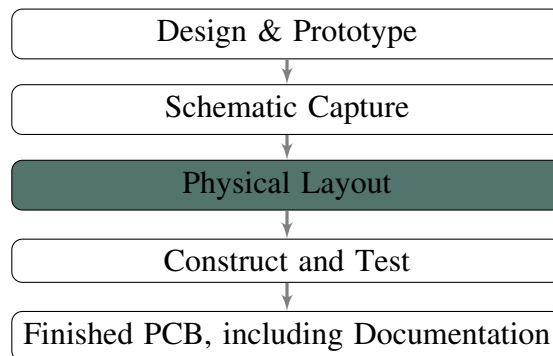 Design & Prototype
Schematic Capture
Physical Layout
Construct and Test
Finished PCB, including Documentation